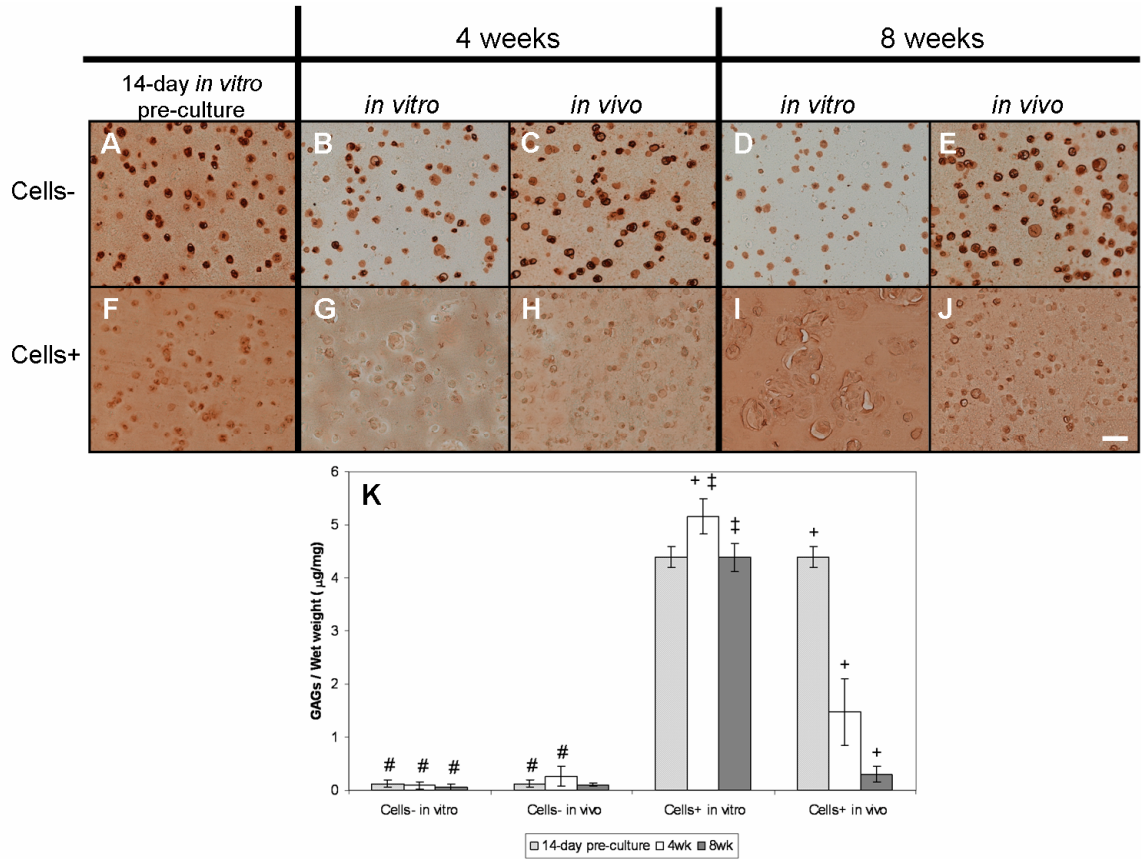 4 weeks 8 weeks
14-day in vitro
pre-culture in vitro in vivo in vitro in vivo
Cells- A B C D E
Cells+ F G H I J
K
6
5
4
3
2
1
0
GAGs / Wet weight ( µg/mg)
# # # # # + ‡ ‡ + + +
Cells- in vitro Cells- in vivo Cells+ in vitro Cells+ in vivo
14-day pre-culture 4wk 8wk